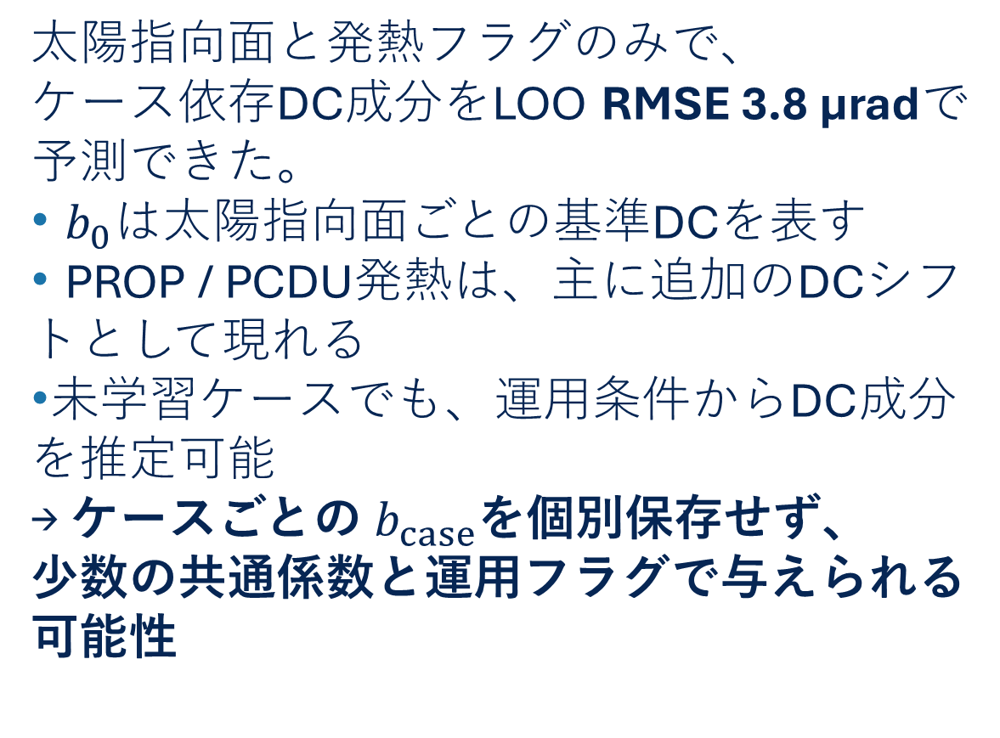 太陽指向面と発熱フラグのみで、
ケース依存DC成分をLOO RMSE 3.8 μradで
予測できた。
• b₀は太陽指向面ごとの基準DCを表す
• PROP / PCDU発熱は、主に追加のDCシフ
トとして現れる
•未学習ケースでも、運用条件からDC成分
を推定可能
→ ケースごとの b_case を個別保存せず、
少数の共通係数と運用フラグで与えられる
可能性